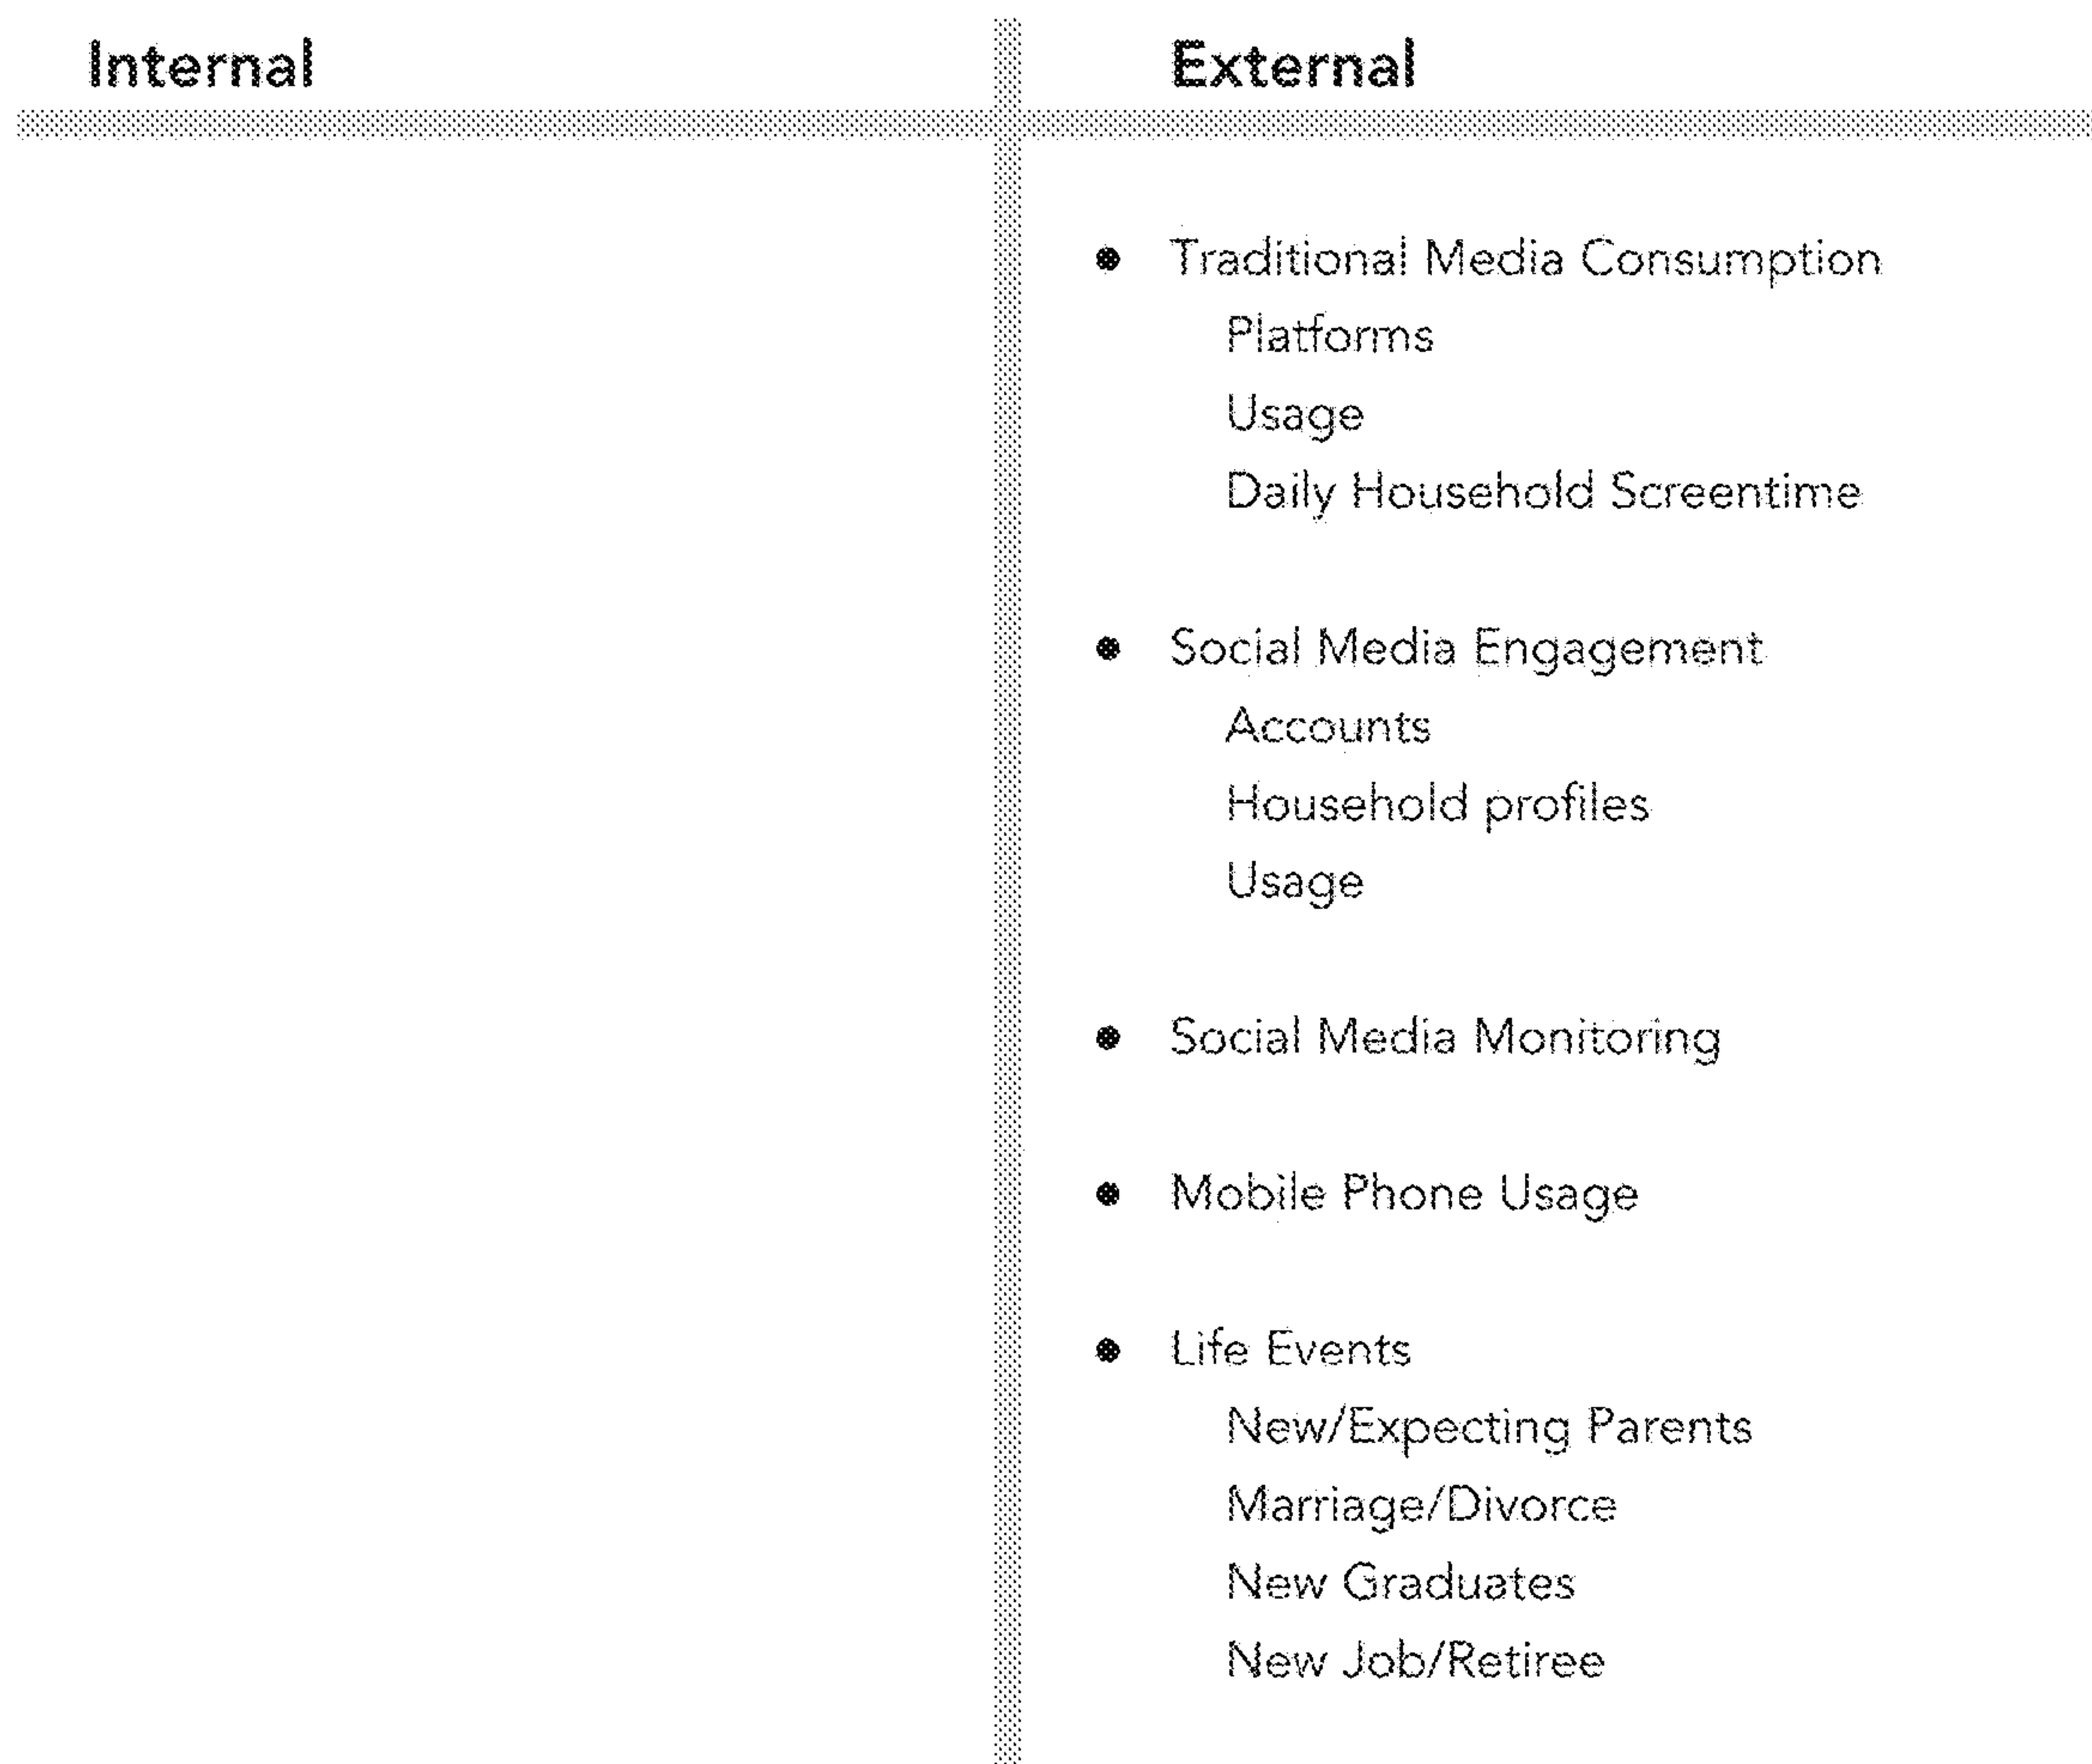 Internal
External
• Traditional Media Consumption
Platforms
Usage
Daily Household Screentime
• Social Media Engagement
Accounts
Household profiles
Usage
• Social Media Monitoring
• Mobile Phone Usage
• Life Events
New/Expecting Parents
Marriage/Divorce
New Graduates
New Job/Retiree